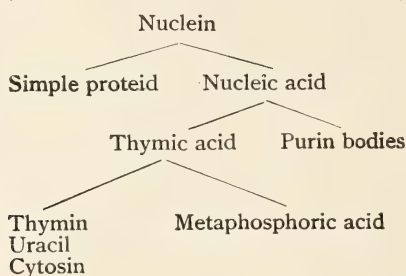 Nuclein
Simple proteid Nucleic acid
Thymic acid Purin bodies
Thymin Metaphosphoric acid
Uracil
Cytosin